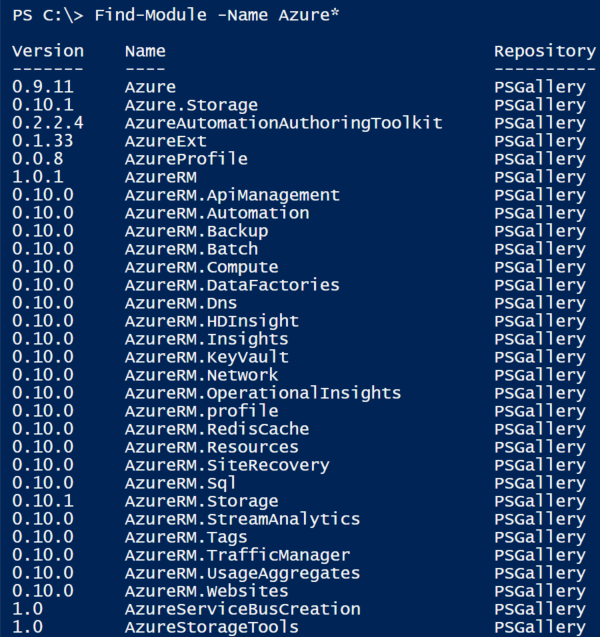 PS C:\> Find-Module -Name Azure*
Version Name Repository
------- ---- ----------
0.9.11 Azure PSGallery
0.10.1 Azure.Storage PSGallery
0.2.2.4 AzureAutomationAuthoringToolkit PSGallery
0.1.33 AzureExt PSGallery
0.0.8 AzureProfile PSGallery
1.0.1 AzureRM PSGallery
0.10.0 AzureRM.ApiManagement PSGallery
0.10.0 AzureRM.Automation PSGallery
0.10.0 AzureRM.Backup PSGallery
0.10.0 AzureRM.Batch PSGallery
0.10.0 AzureRM.Compute PSGallery
0.10.0 AzureRM.DataFactories PSGallery
0.10.0 AzureRM.Dns PSGallery
0.10.0 AzureRM.HDInsight PSGallery
0.10.0 AzureRM.Insights PSGallery
0.10.0 AzureRM.KeyVault PSGallery
0.10.0 AzureRM.Network PSGallery
0.10.0 AzureRM.OperationalInsights PSGallery
0.10.0 AzureRM.profile PSGallery
0.10.0 AzureRM.RedisCache PSGallery
0.10.0 AzureRM.Resources PSGallery
0.10.0 AzureRM.SiteRecovery PSGallery
0.10.0 AzureRM.Sql PSGallery
0.10.1 AzureRM.Storage PSGallery
0.10.0 AzureRM.StreamAnalytics PSGallery
0.10.0 AzureRM.Tags PSGallery
0.10.0 AzureRM.TrafficManager PSGallery
0.10.0 AzureRM.UsageAggregates PSGallery
0.10.0 AzureRM.Websites PSGallery
1.0 AzureServiceBusCreation PSGallery
1.0 AzureStorageTools PSGallery